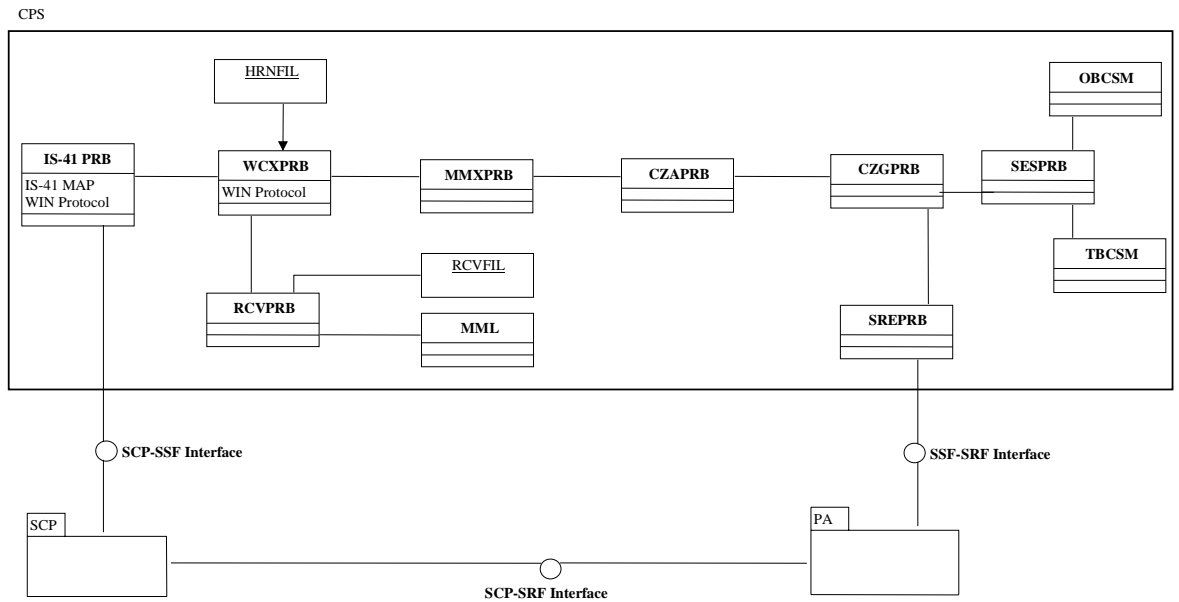 CPS
HRNFIL
OBCSM
IS-41 PRB
IS-41 MAP
WIN Protocol
WCXPRB
WIN Protocol
MMXPRB
CZAPRB
CZGPRB
SESPRB
TBCSM
RCVFIL
RCVPRB
MML
SREPRB
SCP-SSF Interface
SSF-SRF Interface
SCP
PA
SCP-SRF Interface